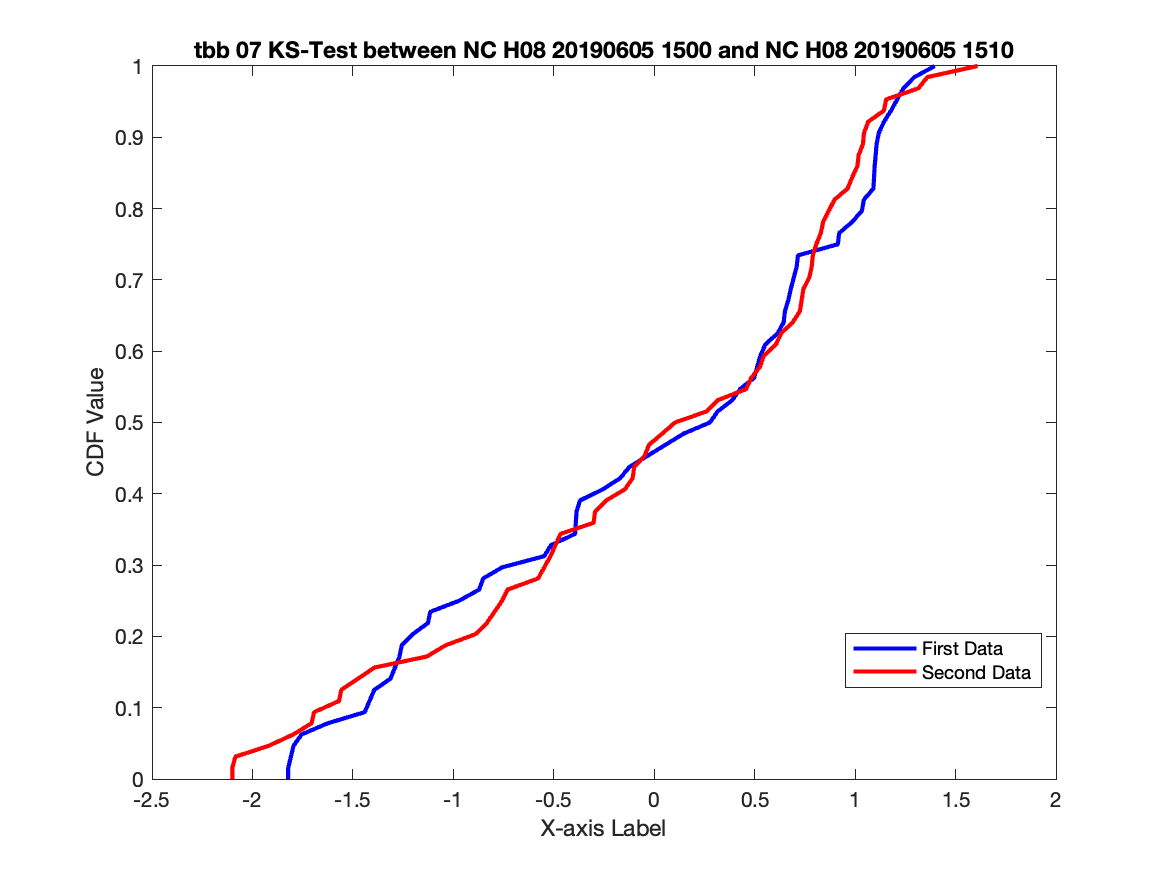 tbb 07 KS-Test between NC H08 20190605 1500 and NC H08 20190605 1510
1
0.9
0.8
0.7
0.6
0.5
0.4
0.3
0.2
0.1
0
CDF Value
First Data
Second Data
-2.5 -2 -1.5 -1 -0.5 0 0.5 1 1.5 2
X-axis Label